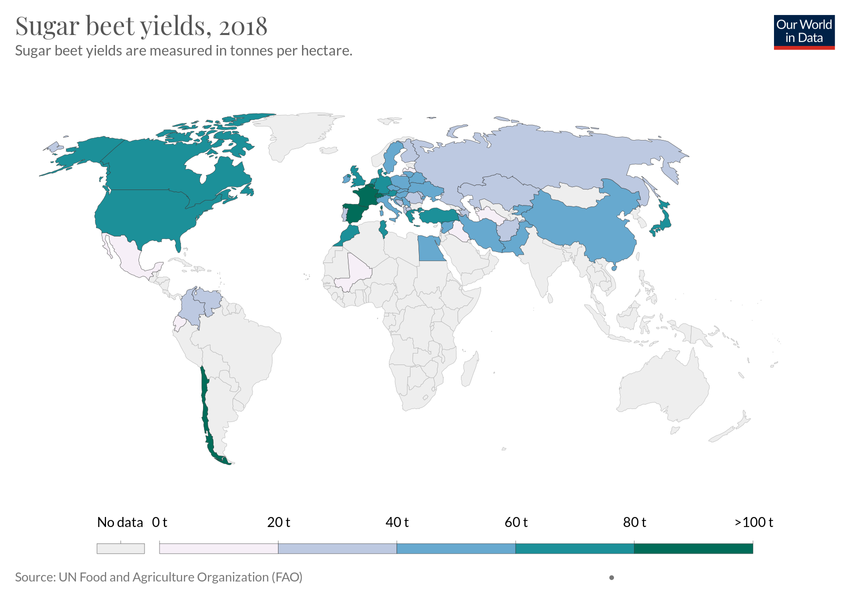 Sugar beet yields, 2018
Sugar beet yields are measured in tonnes per hectare.
Our World
in Data
No data 0 t 20 t 40 t 60 t 80 t >100 t
Source: UN Food and Agriculture Organization (FAO)